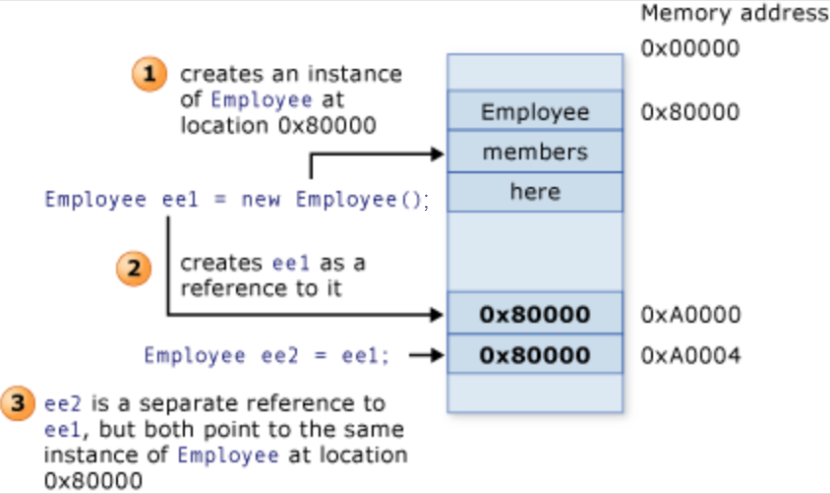 Memory address
0x00000
1
creates an instance
of Employee at
location 0x80000
Employee
0x80000
members
here
Employee ee1 = new Employee();
2
creates ee1 as a
reference to it
0x80000
0xA0000
Employee ee2 = ee1;
0x80000
0xA0004
3
ee2 is a separate reference to
ee1, but both point to the same
instance of Employee at location
0x80000